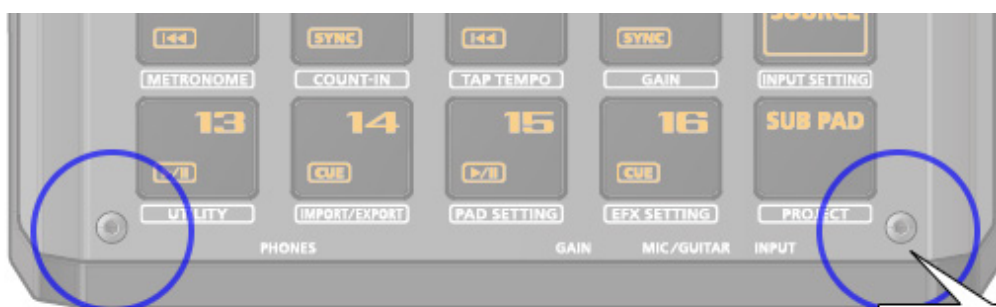 SOURCE
SYNC
SYNC
METRONOME COUNT-IN TAP TEMPO GAIN INPUT SETTING
13 14 15 16 SUB PAD
CUE CUE
UTILITY IMPORT/EXPORT PAD SETTING EFX SETTING PROJECT
PHONES GAIN MIC/GUITAR INPUT